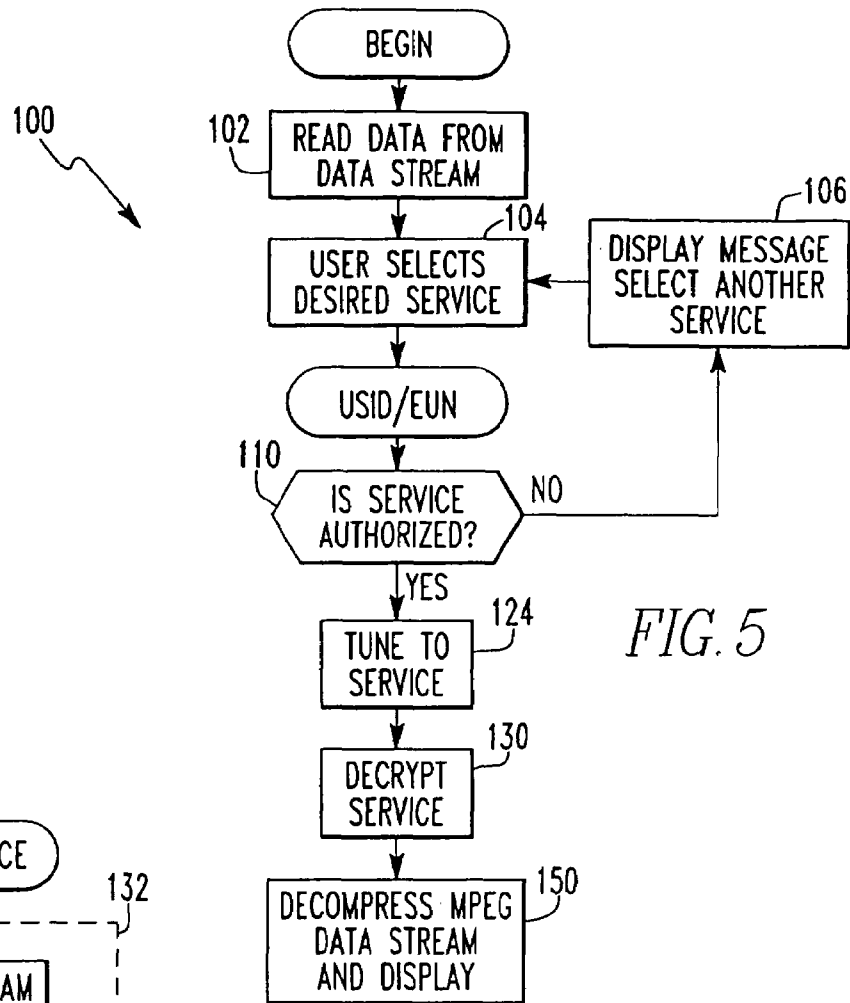 BEGIN
100
102
READ DATA FROM
DATA STREAM
104
USER SELECTS
DESIRED SERVICE
106
DISPLAY MESSAGE
SELECT ANOTHER
SERVICE
USID/EUN
110
IS SERVICE
AUTHORIZED?
NO
YES
124
TUNE TO
SERVICE
FIG. 5
130
DECRYPT
SERVICE
CE
132
150
DECOMPRESS MPEG
DATA STREAM
AND DISPLAY
AM